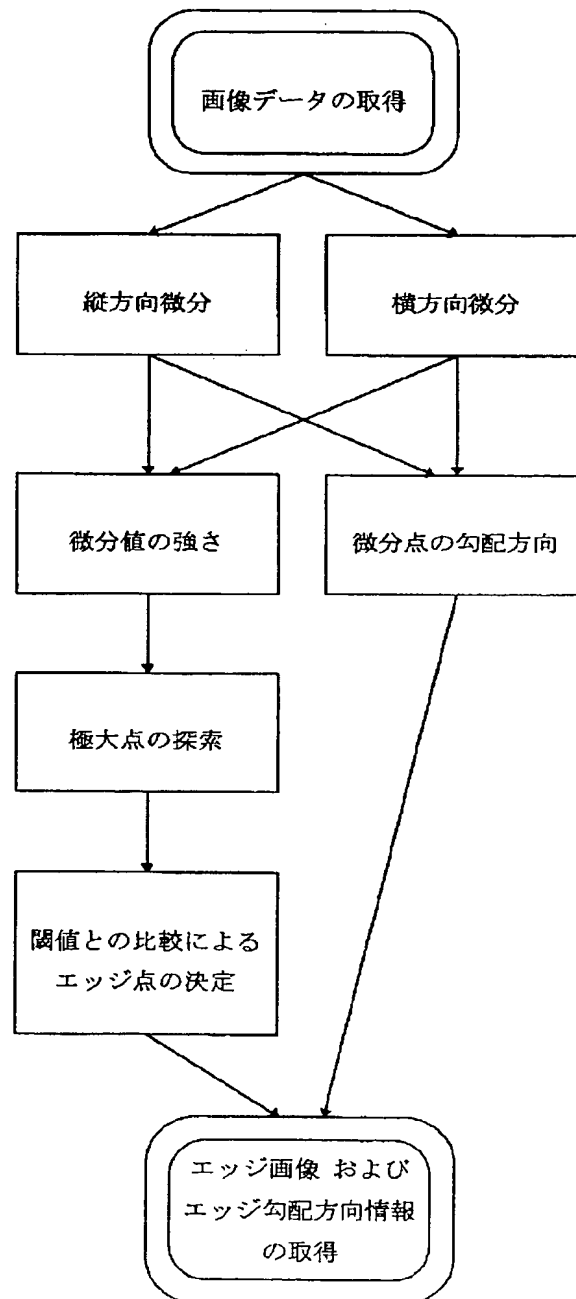 画像データの取得
縦方向微分
横方向微分
微分値の強さ
微分点の勾配方向
極大点の探索
閾値との比較による
エッジ点の決定
エッジ画像 および
エッジ勾配方向情報
の取得